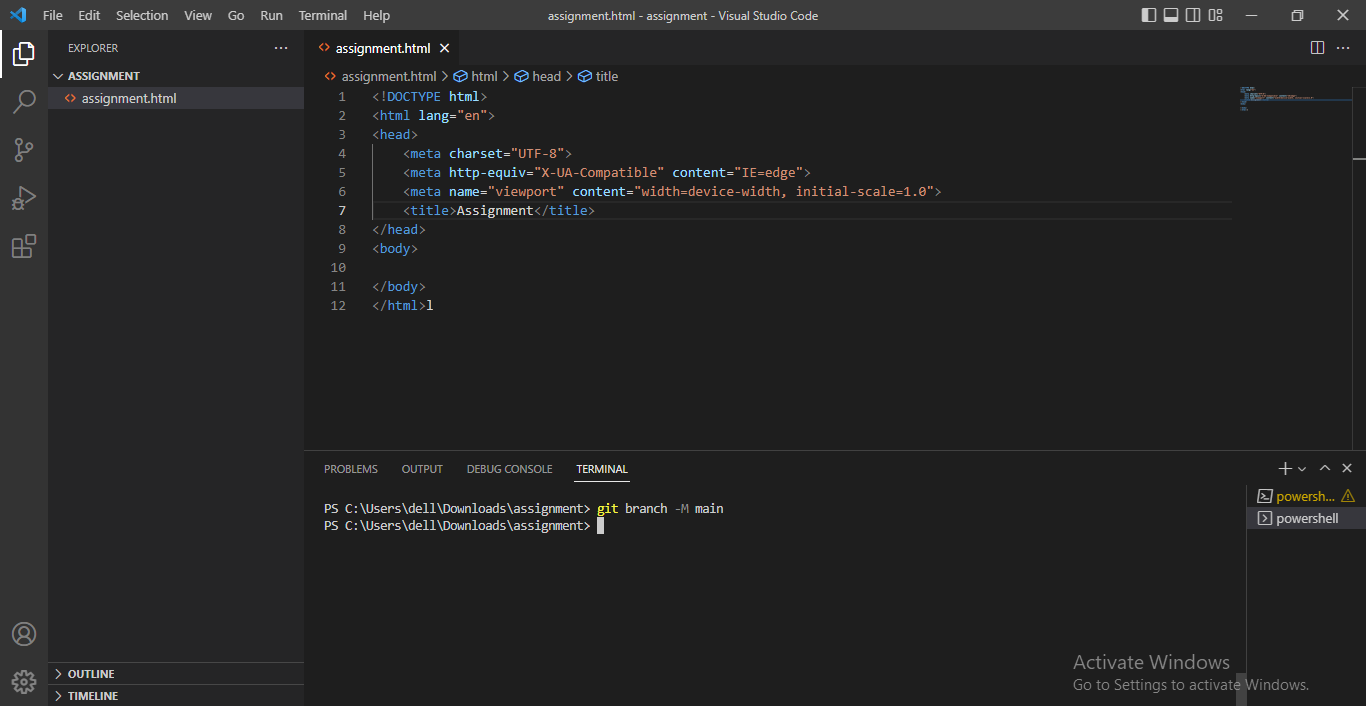 File Edit Selection View Go Run Terminal Help
assignment.html - assignment - Visual Studio Code
EXPLORER
ASSIGNMENT
assignment.html
OUTLINE
TIMELINE
assignment.html
assignment.html > html > head > title
1 <!DOCTYPE html>
2 <html lang="en">
3 <head>
4 <meta charset="UTF-8">
5 <meta http-equiv="X-UA-Compatible" content="IE=edge">
6 <meta name="viewport" content="width=device-width, initial-scale=1.0">
7 <title>Assignment</title>
8 </head>
9 <body>
10
11 </body>
12 </html>l
PROBLEMS OUTPUT DEBUG CONSOLE TERMINAL
PS C:\Users\dell\Downloads\assignment> git branch -M main
PS C:\Users\dell\Downloads\assignment>
powersh...
powershell
Activate Windows
Go to Settings to activate Windows.